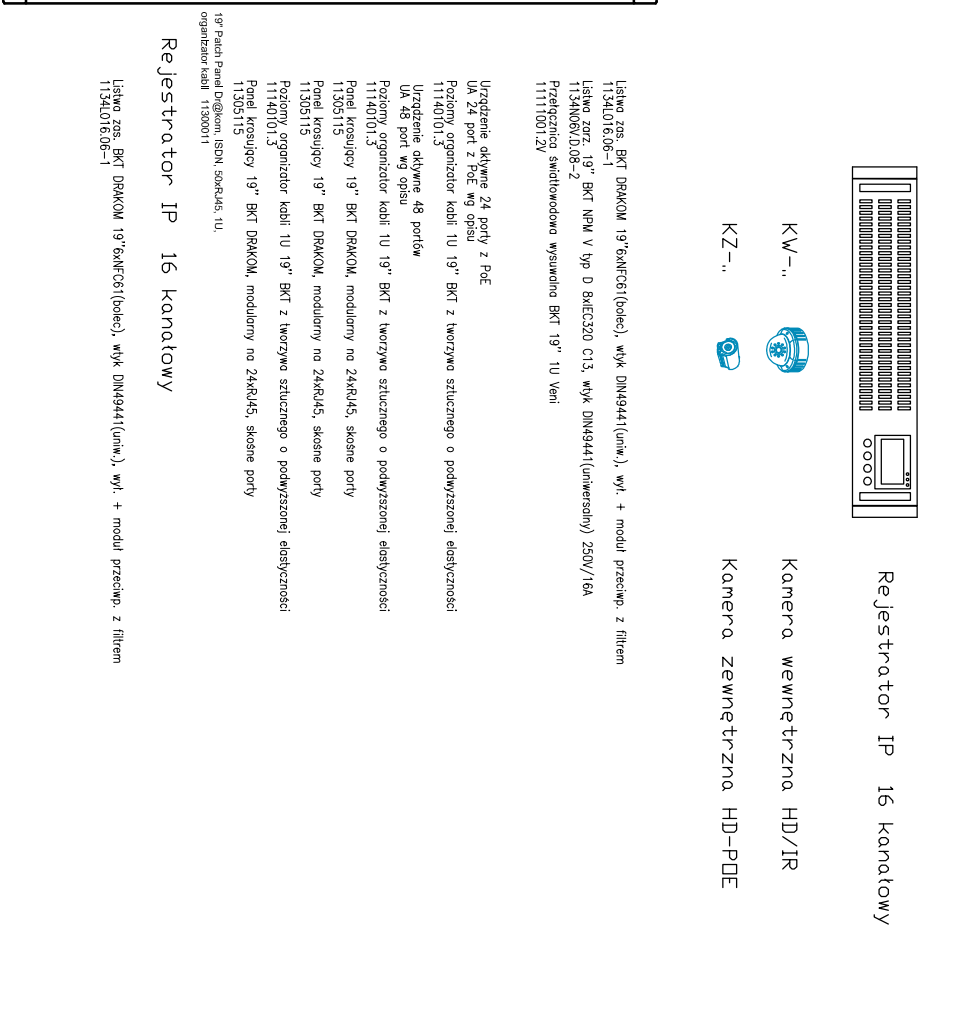 Rejestrator IP 16 kanałowy
KW-,, Kamera wewnętrzna HD/IR
KZ-,, Kamera zewnętrzna HD-POE
Listwa zas. BKT DRAKOM 19"6xNFC61(bolec), wtyk DIN49441(uniw.), wył. + moduł przeciwp. z filtrem
1134L016.06-1
Listwa zarz. 19" BKT NPM V typ D 8xIEC320 C13, wtyk DIN49441(uniwersalny) 250V/16A
1134N06V.D.08-2
Przełącznica światłowodowa wysuwalna BKT 19" 1U Veni
11111001.2V
Urządzenie aktywne 24 porty z PoE
UA 24 port z PoE wg opisu
Poziomy organizator kabli 1U 19" BKT z tworzywa sztucznego o podwyższonej elastyczności
11140101.3
Urządzenie aktywne 48 portów
UA 48 port wg opisu
Poziomy organizator kabli 1U 19" BKT z tworzywa sztucznego o podwyższonej elastyczności
11140101.3
Panel krosujący 19" BKT DRAKOM, modularny na 24xRJ45, skośne porty
11305115
Panel krosujący 19" BKT DRAKOM, modularny na 24xRJ45, skośne porty
11305115
Poziomy organizator kabli 1U 19" BKT z tworzywa sztucznego o podwyższonej elastyczności
11140101.3
Panel krosujący 19" BKT DRAKOM, modularny na 24xRJ45, skośne porty
11305115
19" Patch Panel Dr@kom, ISDN, 50xRJ45, 1U,
organizator kabli 11300011
Rejestrator IP 16 kanałowy
Listwa zas. BKT DRAKOM 19"6xNFC61(bolec), wtyk DIN49441(uniw.), wył. + moduł przeciwp. z filtrem
1134L016.06-1